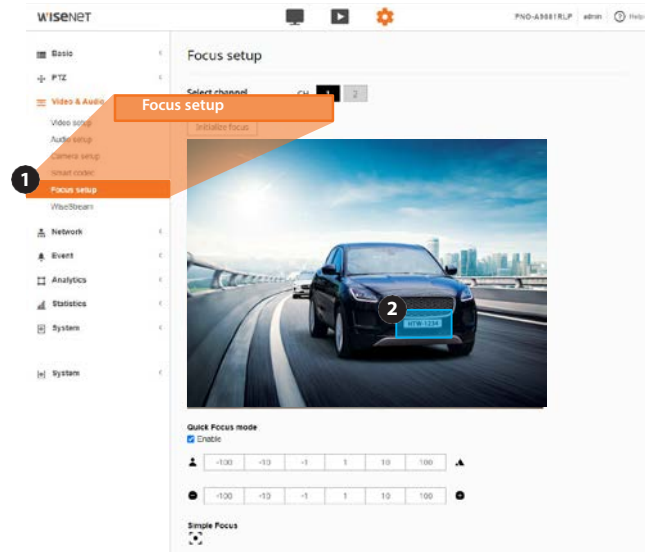 WISENET
PNO-A9081RLP admin ? Help
Basic
PTZ
Video & Audio
Video setup
Audio setup
Camera setup
Smart codec
Focus setup
WiseStream
Network
Event
Analytics
Statistics
System
System
1
Focus setup
Select channel CH 1 2
Focus setup
Initialize focus
2
HTW-1234
Quick Focus mode
Enable
-100 -10 -1 1 10 100
-100 -10 -1 1 10 100
Simple Focus